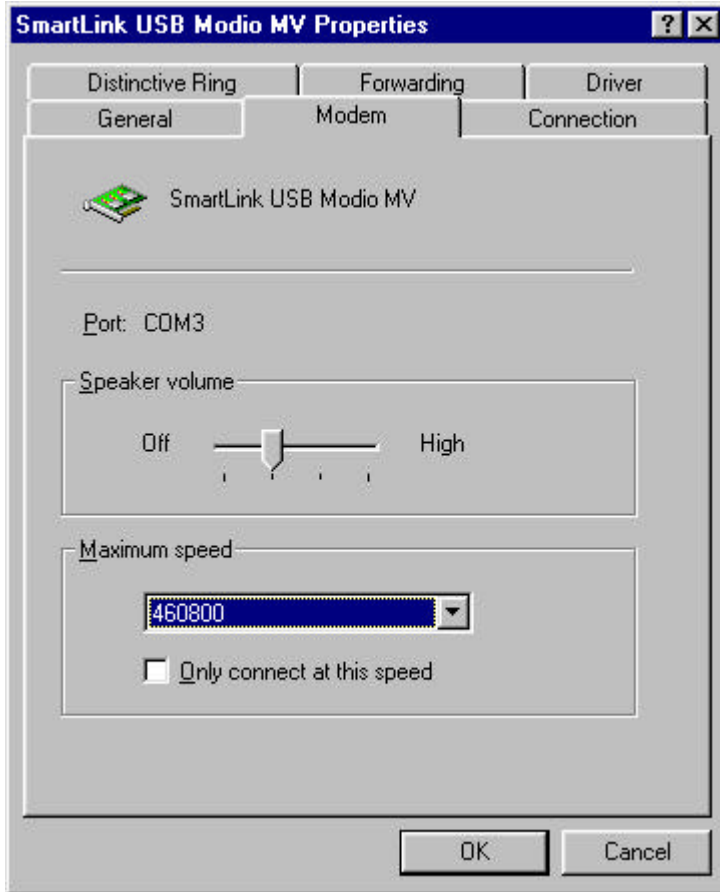 SmartLink USB Modio MV Properties
Distinctive Ring Forwarding Driver
General Modem Connection
SmartLink USB Modio MV
Port: COM3
Speaker volume
Off High
Maximum speed
460800
Only connect at this speed
OK Cancel